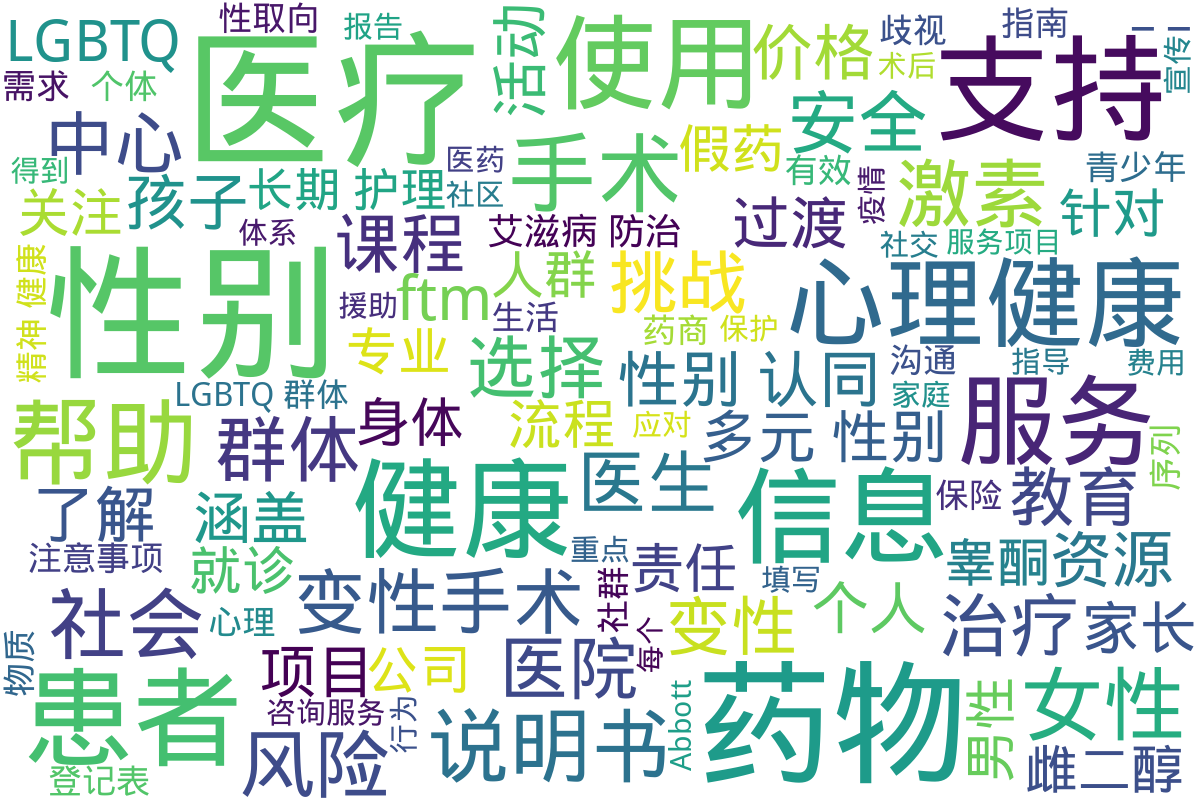 LGBTQ
性取向
报告
医疗
活动
使用
价格
歧视
指南
支持
宣传
需求
个体
术后
中心
手术
假药
安全
医药
有效
青少年
得到
孩子
长期
护理
社区
疫情
激素
针对
关注
体系
课程
艾滋病
防治
过渡
社交
服务项目
性别
精神
健康
援助
ftm
人群
挑战
心理健康
生活
药商
保护
专业
选择
性别
认同
沟通
指导
费用
家庭
LGBTQ
群体
帮助
群体
身体
流程
应对
多元
性别
服务
序列
健康
医生
信息
保险
教育
了解
涵盖
注意事项
就诊
重点
责任
填写
睾酮
资源
社会
心理
变性手术
社群
变性
个人
治疗
家长
物质
患者
项目
公司
医院
每个
药物
Abbott
男性
女性
咨询服务
行为
风险
说明书
登记表
雌二醇